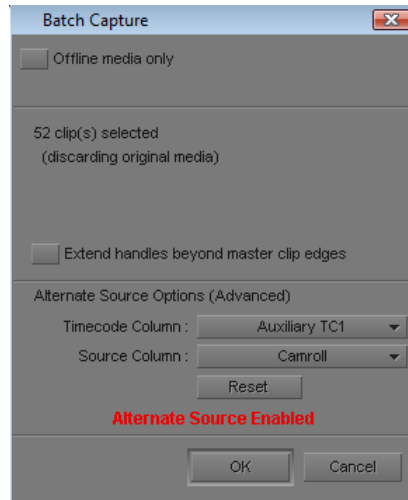 Batch Capture
Offline media only
52 clip(s) selected
(discarding original media)
Extend handles beyond master clip edges
Alternate Source Options (Advanced)
Timecode Column : Auxiliary TC1
Source Column : Camroll
Reset
Alternate Source Enabled
OK Cancel